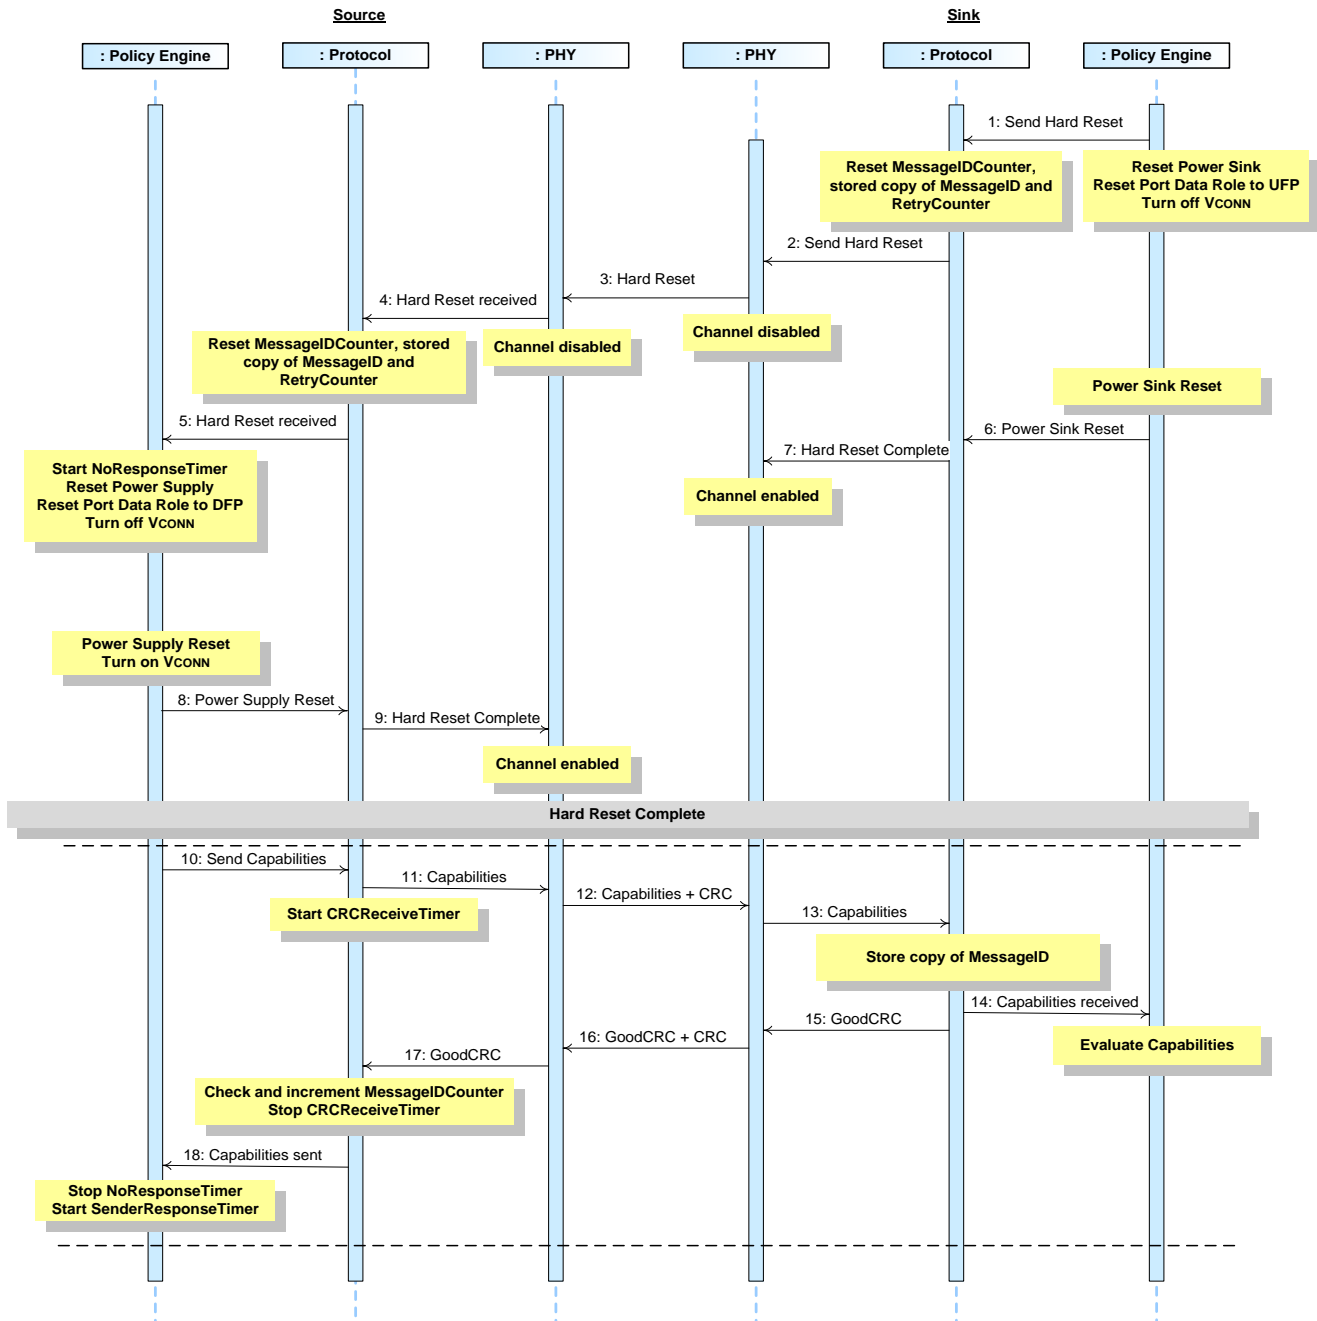 Source
Sink
: Policy Engine
: Protocol
: PHY
: PHY
: Protocol
: Policy Engine
1: Send Hard Reset
Reset MessageIDCounter,
stored copy of MessageID and
RetryCounter
Reset Power Sink
Reset Port Data Role to UFP
Turn off VCONN
2: Send Hard Reset
3: Hard Reset
4: Hard Reset received
Channel disabled
Reset MessageIDCounter, stored
copy of MessageID and
RetryCounter
Channel disabled
Power Sink Reset
5: Hard Reset received
6: Power Sink Reset
7: Hard Reset Complete
Start NoResponseTimer
Reset Power Supply
Reset Port Data Role to DFP
Turn off VCONN
Channel enabled
Power Supply Reset
Turn on VCONN
8: Power Supply Reset
9: Hard Reset Complete
Channel enabled
Hard Reset Complete
10: Send Capabilities
11: Capabilities
12: Capabilities + CRC
Start CRCReceiveTimer
13: Capabilities
Store copy of MessageID
14: Capabilities received
15: GoodCRC
16: GoodCRC + CRC
Evaluate Capabilities
17: GoodCRC
Check and increment MessageIDCounter
Stop CRCReceiveTimer
18: Capabilities sent
Stop NoResponseTimer
Start SenderResponseTimer